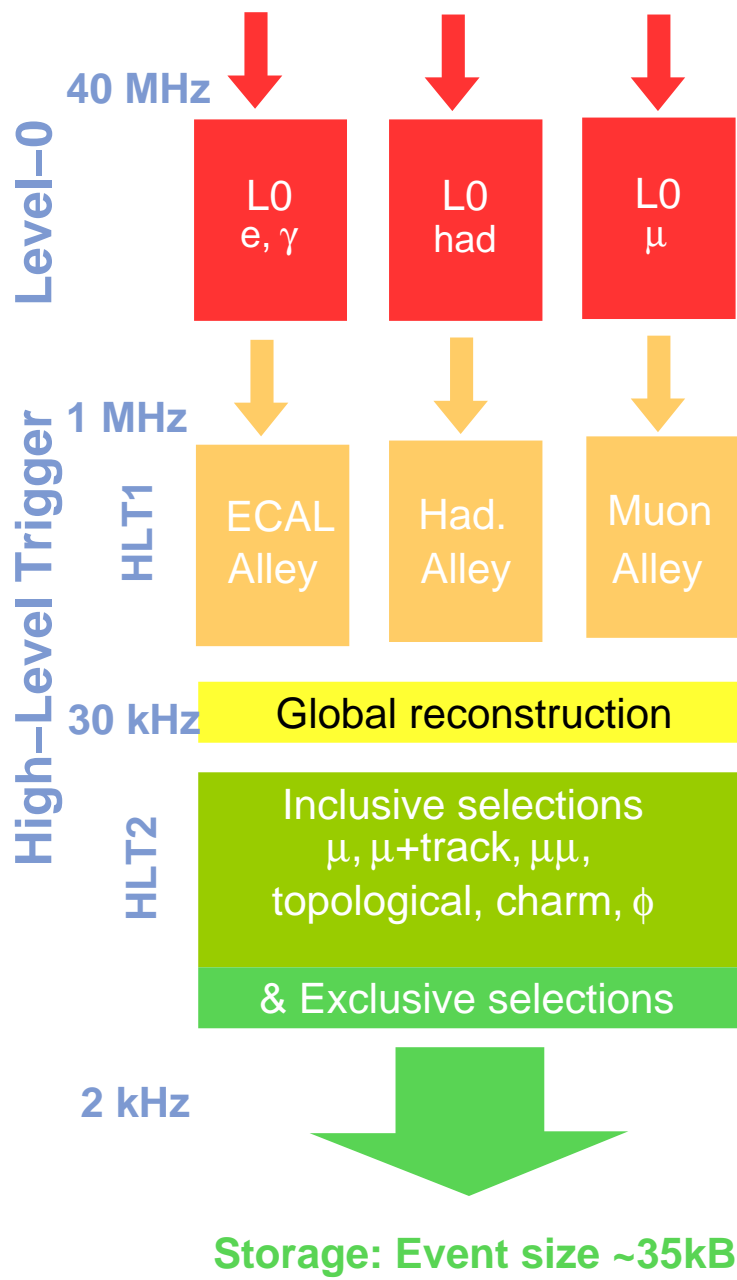 40 MHz
Level–0
L0
e, γ
L0
had
L0
μ
High–Level Trigger
1 MHz
HLT1
ECAL
Alley
Had.
Alley
Muon
Alley
30 kHz
Global reconstruction
HLT2
Inclusive selections
μ, μ+track, μμ,
topological, charm, ϕ
& Exclusive selections
2 kHz
Storage: Event size ~35kB